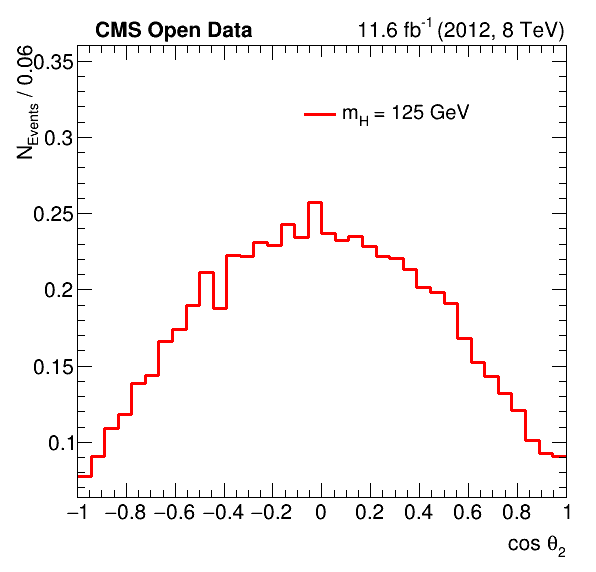 CMS Open Data 11.6 fb⁻¹ (2012, 8 TeV)
N_Events / 0.06
m_H = 125 GeV
0.35
0.3
0.25
0.2
0.15
0.1
−1 −0.8 −0.6 −0.4 −0.2 0 0.2 0.4 0.6 0.8 1
cos θ₂